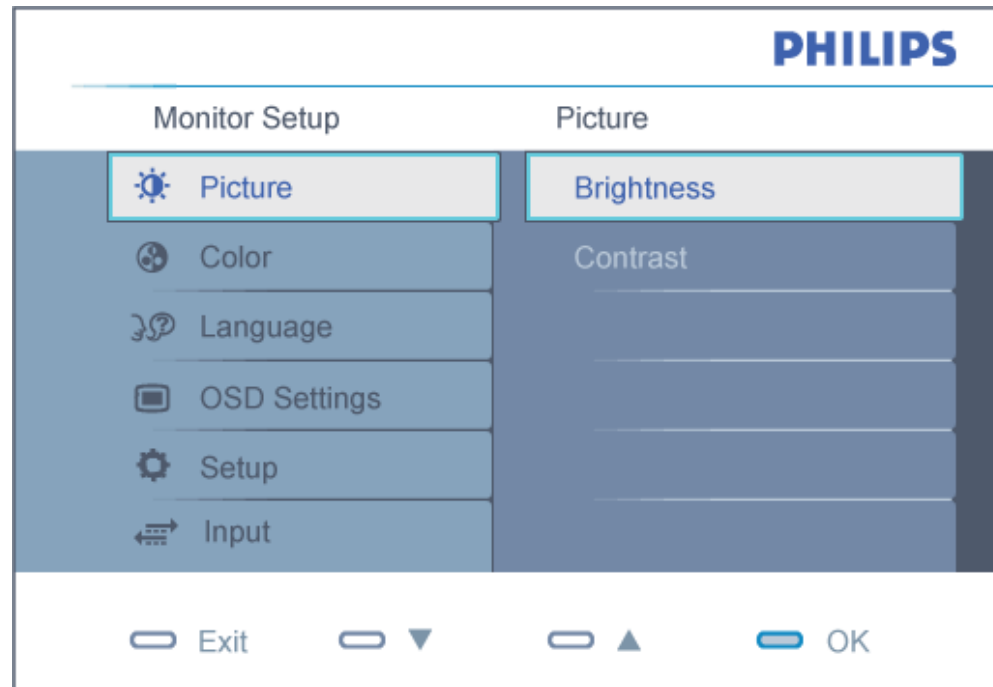 PHILIPS
Monitor Setup Picture
Picture Brightness
Color Contrast
Language
OSD Settings
Setup
Input
Exit ▼ ▲ OK